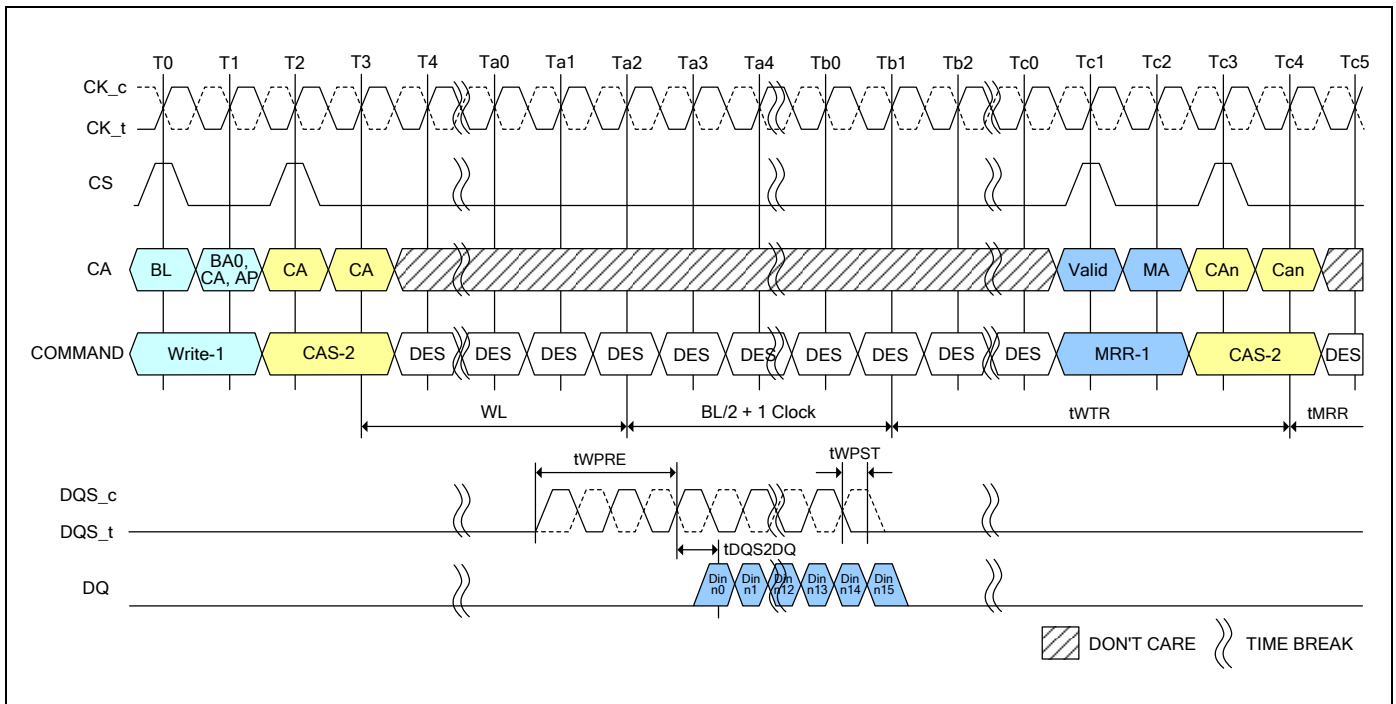 T0 T1 T2 T3 T4 Ta0 Ta1 Ta2 Ta3 Ta4 Tb0 Tb1 Tb2 Tc0 Tc1 Tc2 Tc3 Tc4 Tc5
CK_c
CK_t
CS
CA BL BA0, CA, AP CA CA Valid MA CAn Can
COMMAND Write-1 CAS-2 DES DES DES DES DES DES DES DES DES DES MRR-1 CAS-2 DES
WL BL/2 + 1 Clock tWTR tMRR
tWPRE tWPST
DQS_c
DQS_t
tDQS2DQ
DQ Din n0 Din n1 Din n12 Din n13 Din n14 Din n15
DON'T CARE TIME BREAK